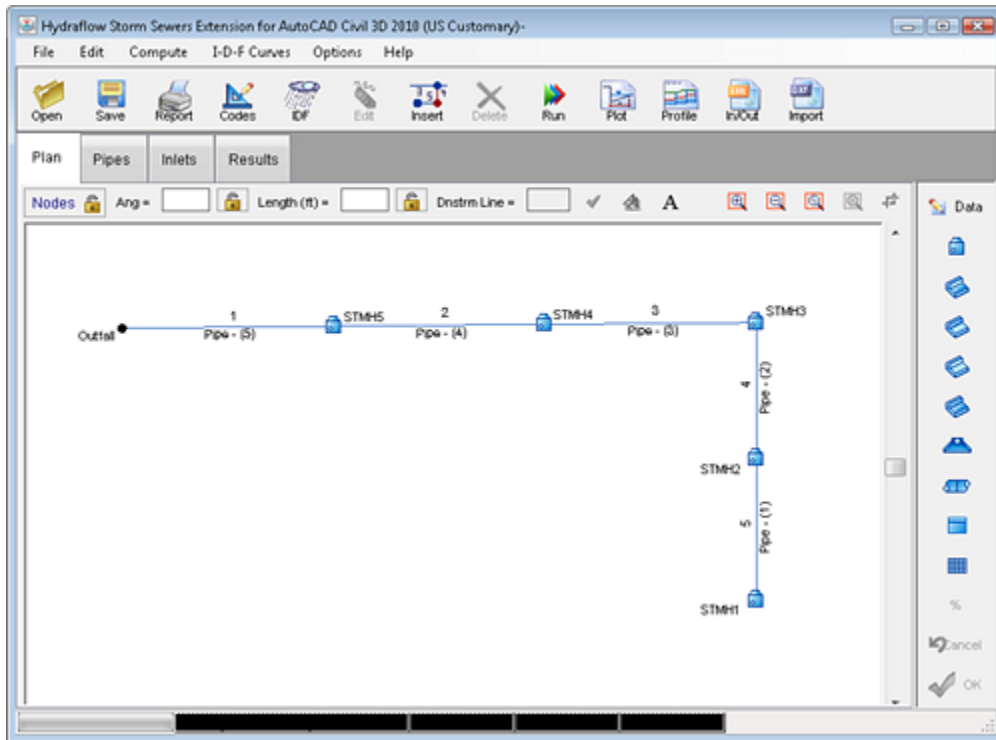 Hydraflow Storm Sewers Extension for AutoCAD Civil 3D 2010 (US Customary)-
File Edit Compute I-D-F Curves Options Help
Open Save Report Codes IDF Edit Insert Delete Run Plot Profile In/Out Import
Plan Pipes Inlets Results
Nodes Ang = Length (ft) = Dnstrm Line = A Data
1 STMH5 2 STMH4 3 STMH3
Outfall Pipe - (5) Pipe - (4) Pipe - (3)
4 Pipe - (2)
STMH2
5 Pipe - (1)
STMH1
%
Cancel
OK